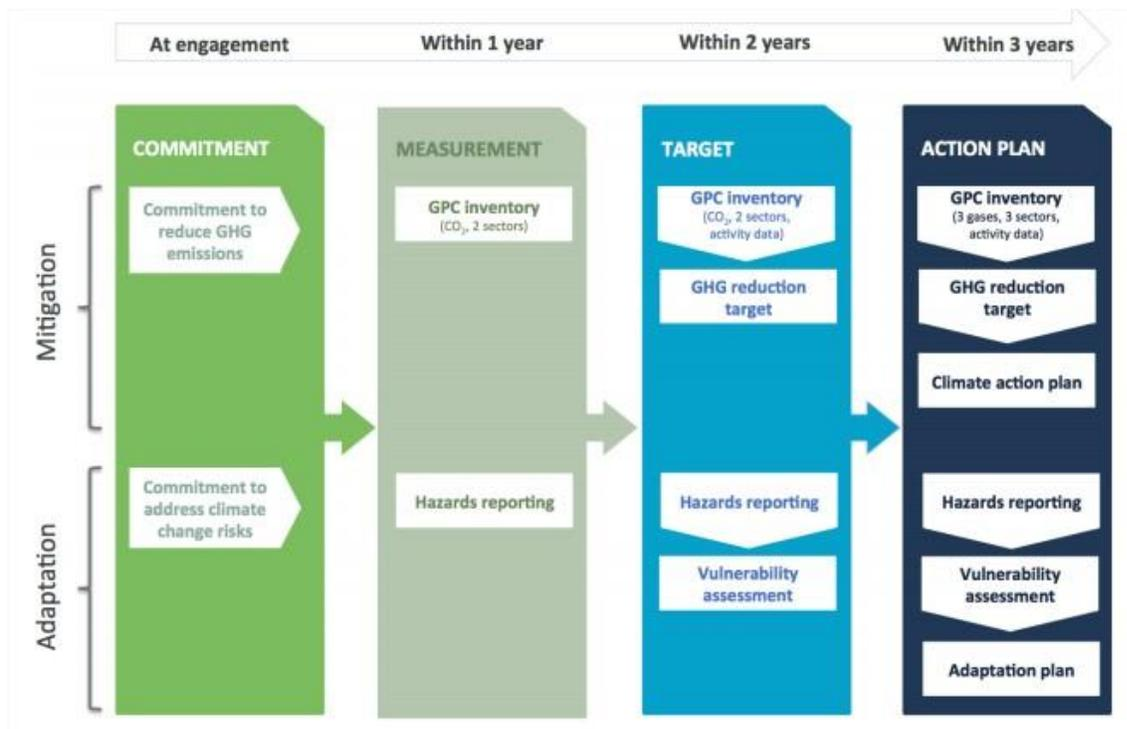 At engagement
Within 1 year
Within 2 years
Within 3 years
COMMITMENT
MEASUREMENT
TARGET
ACTION PLAN
Mitigation
Commitment to
reduce GHG
emissions
GPC inventory
(CO₂, 2 sectors)
GPC inventory
(CO₂, 2 sectors,
activity data)
GHG reduction
target
GPC inventory
(3 gases, 3 sectors,
activity data)
GHG reduction
target
Climate action plan
Adaptation
Commitment to
address climate
change risks
Hazards reporting
Hazards reporting
Vulnerability
assessment
Hazards reporting
Vulnerability
assessment
Adaptation plan